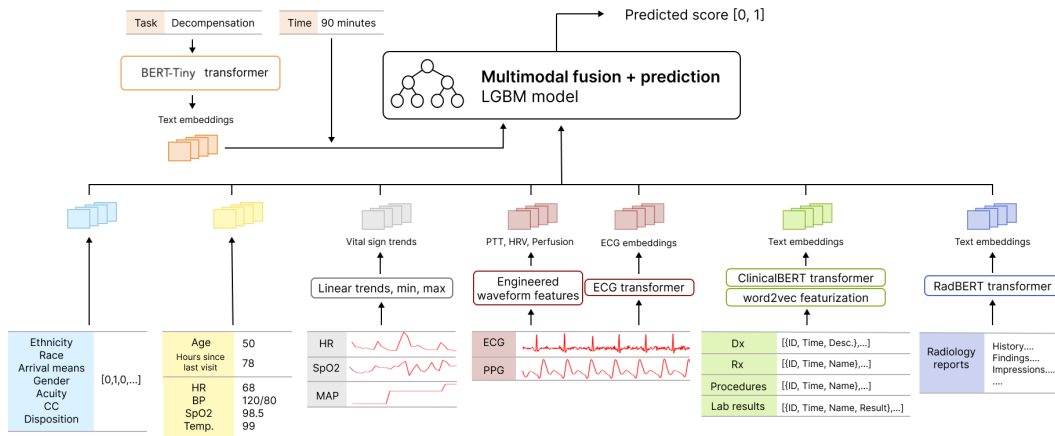 Task Decompensation
Time 90 minutes
Predicted score [0, 1]
BERT-Tiny transformer
Multimodal fusion + prediction
LGBM model
Text embeddings
Vital sign trends
PTT, HRV, Perfusion
ECG embeddings
Text embeddings
Text embeddings
Linear trends, min, max
Engineered
waveform features
ECG transformer
ClinicalBERT transformer
word2vec featurization
RadBERT transformer
Ethnicity
Race
Arrival means
Gender
Acuity
CC
Disposition
[0,1,0,...]
Age 50
Hours since
last visit
78
HR 68
BP 120/80
SpO2 98.5
Temp. 99
HR
SpO2
MAP
ECG
PPG
Dx [{ID, Time, Desc.},...]
Rx [{ID, Time, Name},...]
Procedures [{ID, Time, Name},...]
Lab results [{ID, Time, Name, Result},...]
Radiology
reports
History....
Findings....
Impressions....
....